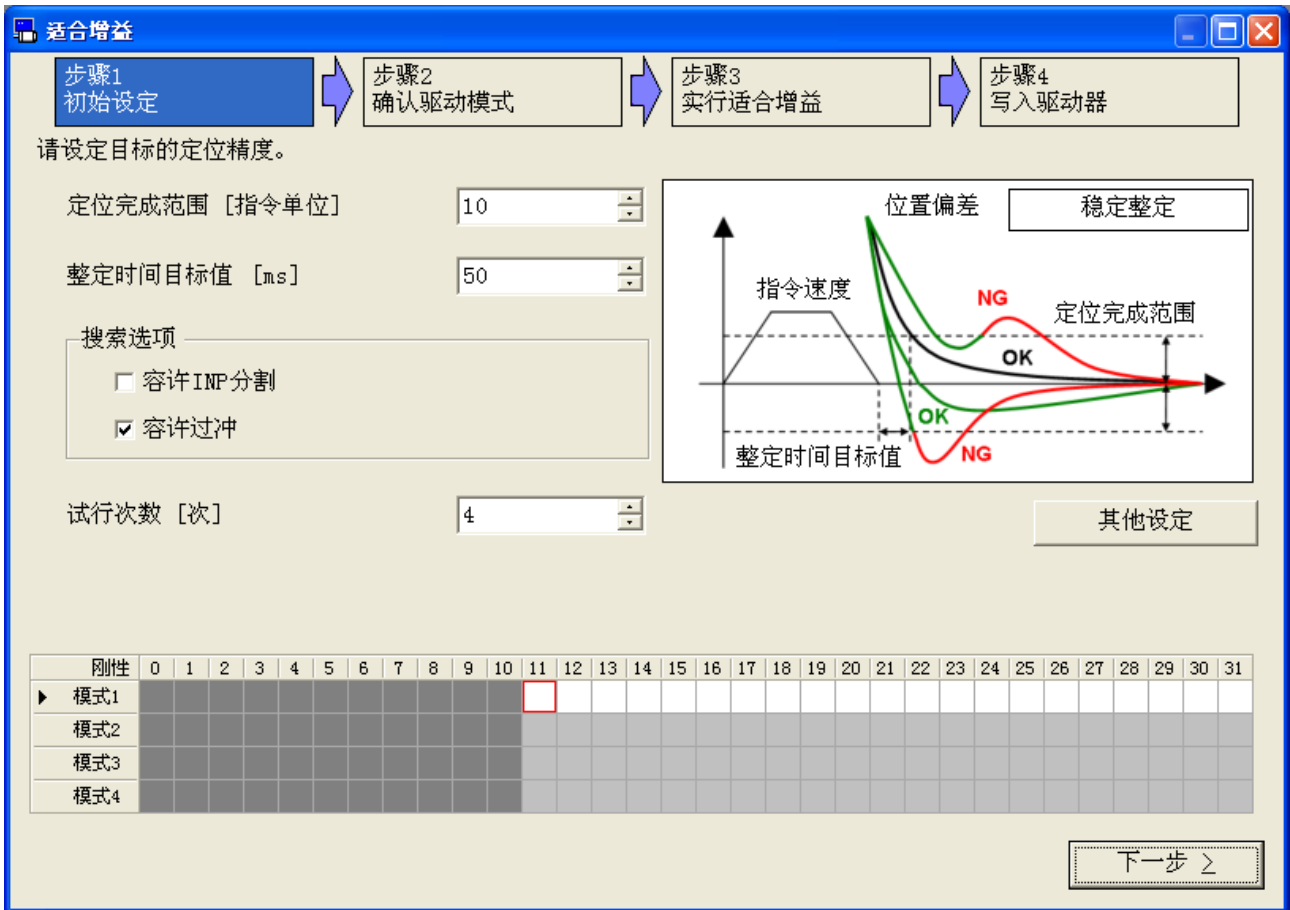 适合增益
步骤1
初始设定
步骤2
确认驱动模式
步骤3
实行适合增益
步骤4
写入驱动器
请设定目标的定位精度。
定位完成范围 [指令单位]
10
整定时间目标值 [ms]
50
搜索选项
容许INP分割
容许过冲
试行次数 [次]
4
位置偏差
稳定整定
指令速度
NG
定位完成范围
OK
OK
整定时间目标值
NG
其他设定
刚性 0 1 2 3 4 5 6 7 8 9 10 11 12 13 14 15 16 17 18 19 20 21 22 23 24 25 26 27 28 29 30 31
模式1
模式2
模式3
模式4
下一步 >